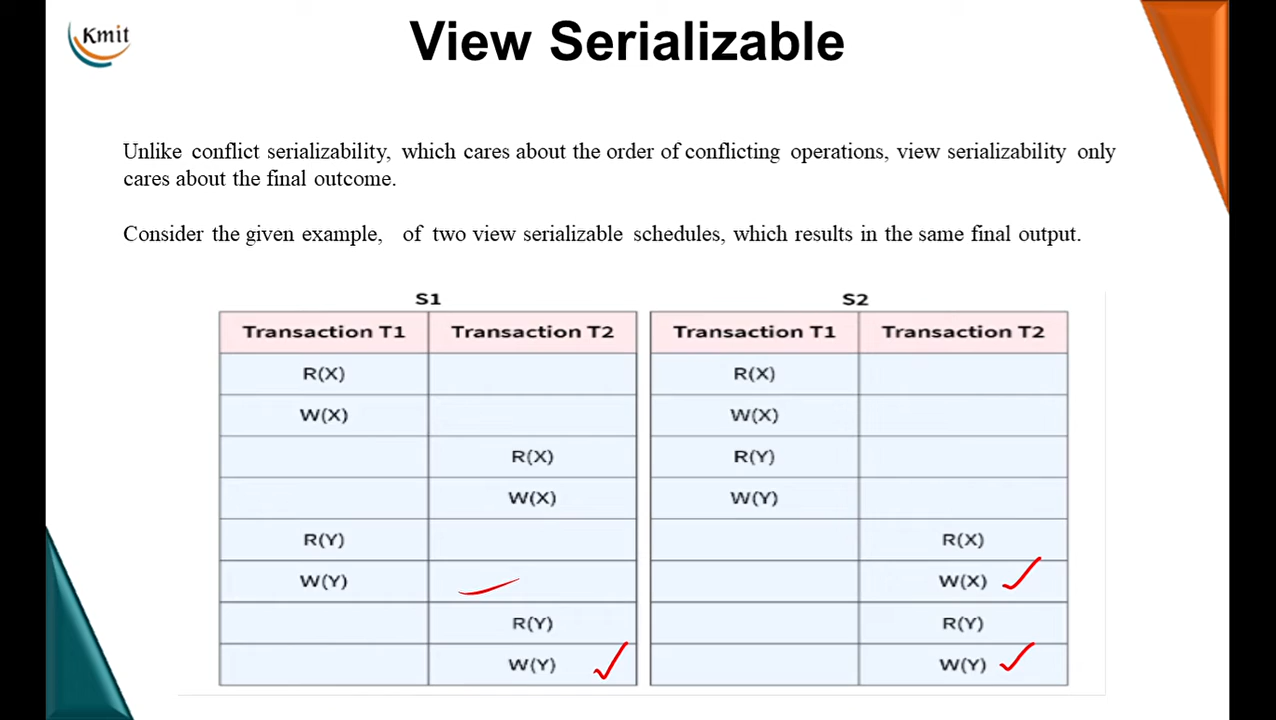 Kmit
View Serializable
Unlike conflict serializability, which cares about the order of conflicting operations, view serializability only
cares about the final outcome.
Consider the given example, of two view serializable schedules, which results in the same final output.
S1 S2
Transaction T1 Transaction T2 Transaction T1 Transaction T2
R(X) R(X)
W(X) W(X)
R(X) R(Y)
W(X) W(Y)
R(Y) R(X)
W(Y) W(X)
R(Y) R(Y)
W(Y) W(Y)